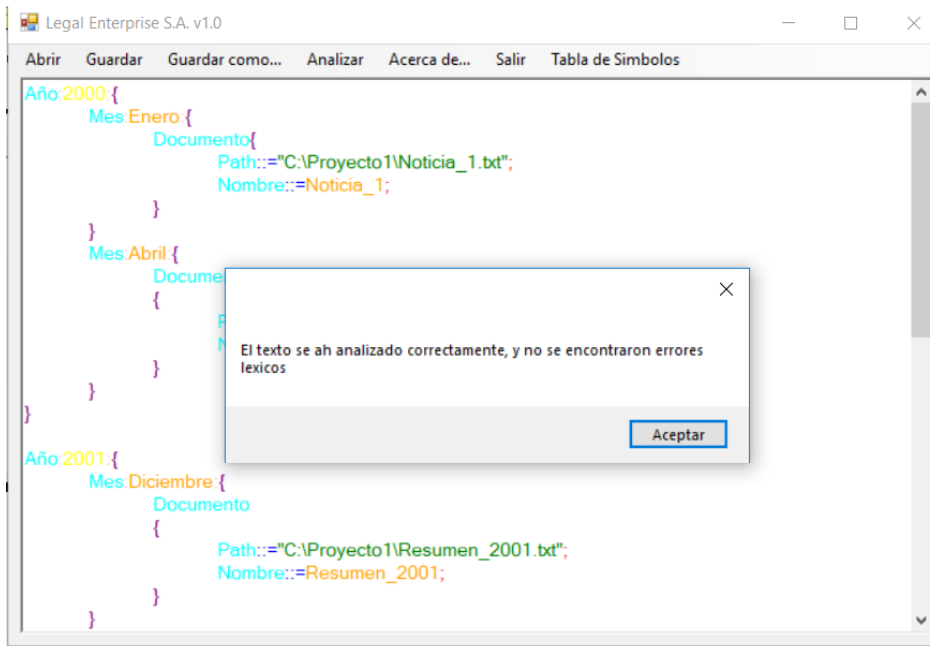 Legal Enterprise S.A. v1.0
Abrir Guardar Guardar como... Analizar Acerca de... Salir Tabla de Simbolos
Año:2000:{
Mes:Enero:{
Documento{
Path::="C:\Proyecto1\Noticia_1.txt";
Nombre::=Noticia_1;
}
}
Mes:Abril:{
{
}
}
}
El texto se ah analizado correctamente, y no se encontraron errores
lexicos
Aceptar
Año:2001:{
Mes:Diciembre:{
Documento
{
Path::="C:\Proyecto1\Resumen_2001.txt";
Nombre::=Resumen_2001;
}
}